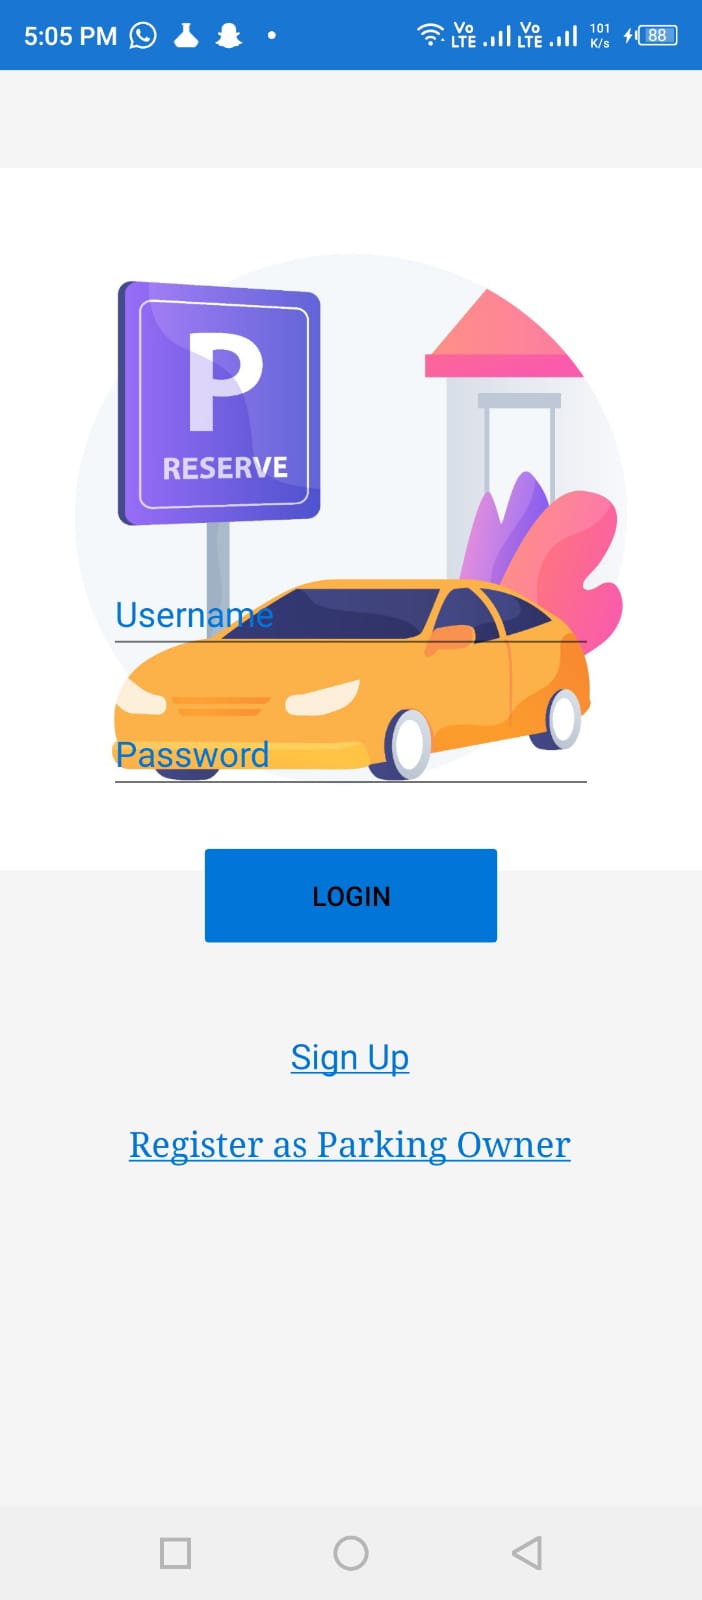 5:05 PM Vo LTE Vo LTE 101 K/s 88
P
RESERVE
Username
Password
LOGIN
Sign Up
Register as Parking Owner